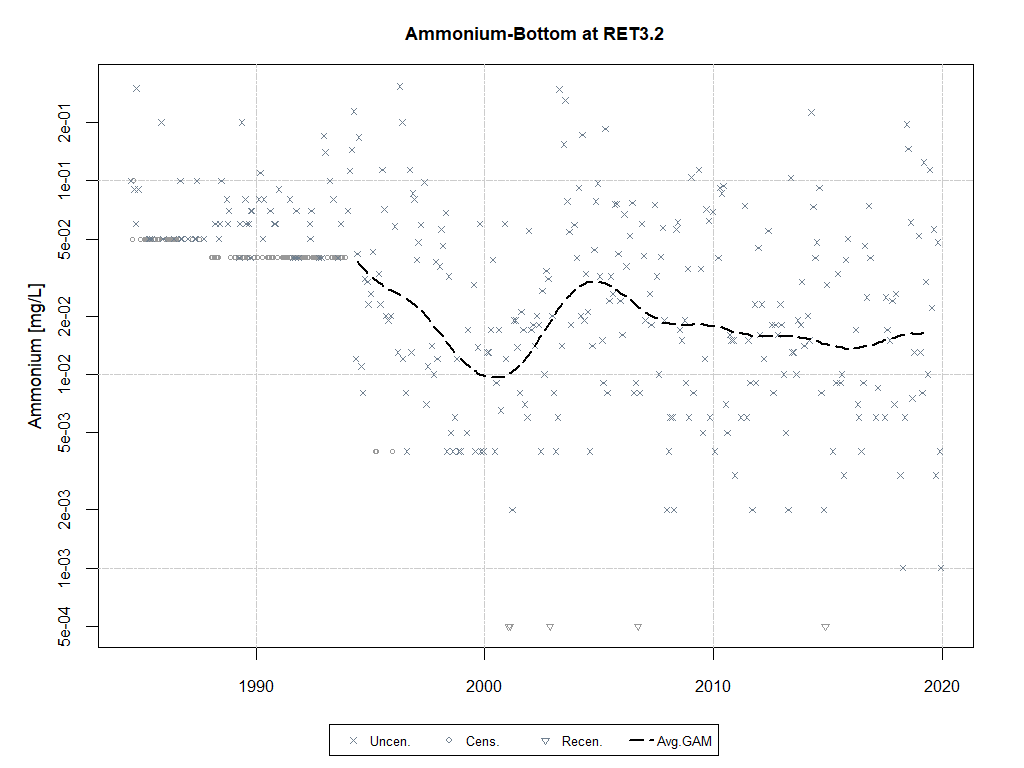 Ammonium-Bottom at RET3.2
Ammonium [mg/L]
2e-01
1e-01
5e-02
2e-02
1e-02
5e-03
2e-03
1e-03
5e-04
1990 2000 2010 2020
Uncen. Cens. Recen. Avg.GAM